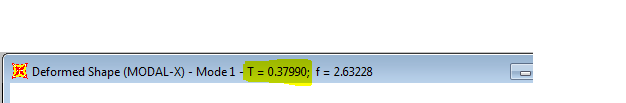 Deformed Shape (MODAL-X) - Mode 1 - T = 0.37990; f = 2.63228